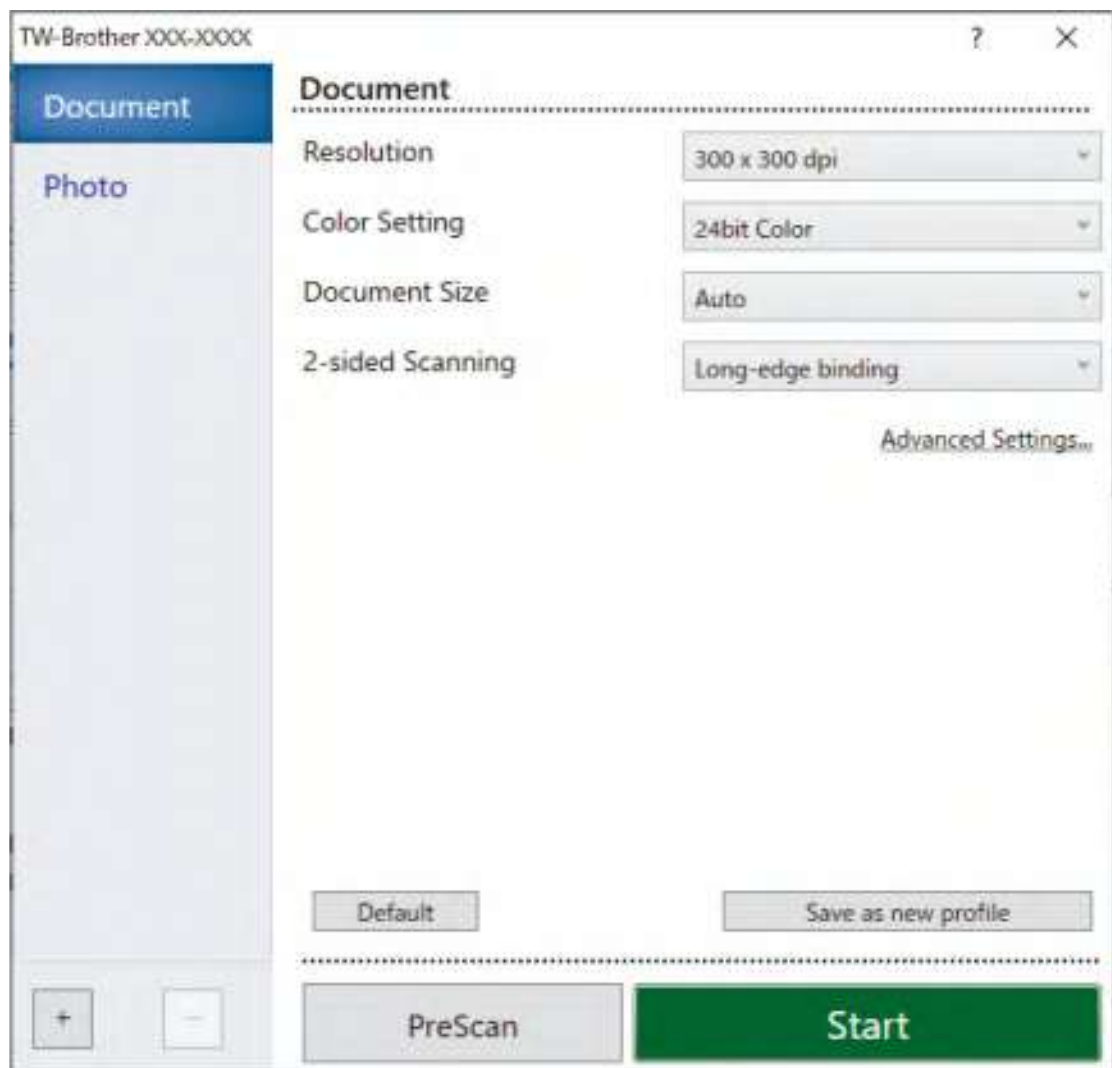 TW-Brother XXX-XXXX ? ×
Document
Photo
Document
Resolution 300 x 300 dpi
Color Setting 24bit Color
Document Size Auto
2-sided Scanning Long-edge binding
Advanced Settings...
Default Save as new profile
+ −
PreScan Start